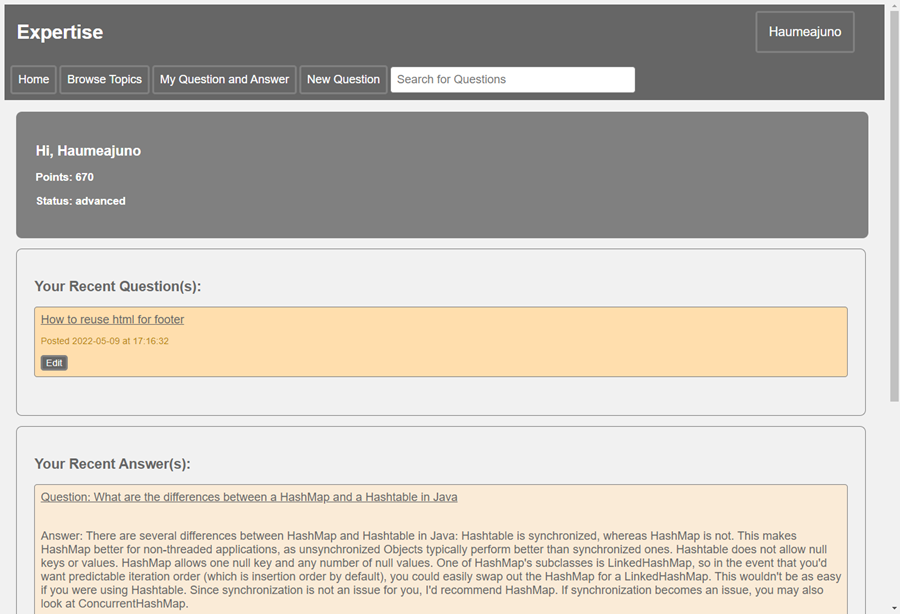 Expertise
Haumeajuno
Home
Browse Topics
My Question and Answer
New Question
Search for Questions
Hi, Haumeajuno
Points: 670
Status: advanced
Your Recent Question(s):
How to reuse html for footer
Posted 2022-05-09 at 17:16:32
Edit
Your Recent Answer(s):
Question: What are the differences between a HashMap and a Hashtable in Java
Answer: There are several differences between HashMap and Hashtable in Java: Hashtable is synchronized, whereas HashMap is not. This makes
HashMap better for non-threaded applications, as unsynchronized Objects typically perform better than synchronized ones. Hashtable does not allow null
keys or values. HashMap allows one null key and any number of null values. One of HashMap's subclasses is LinkedHashMap, so in the event that you'd
want predictable iteration order (which is insertion order by default), you could easily swap out the HashMap for a LinkedHashMap. This wouldn't be as easy
if you were using Hashtable. Since synchronization is not an issue for you, I'd recommend HashMap. If synchronization becomes an issue, you may also
look at ConcurrentHashMap.